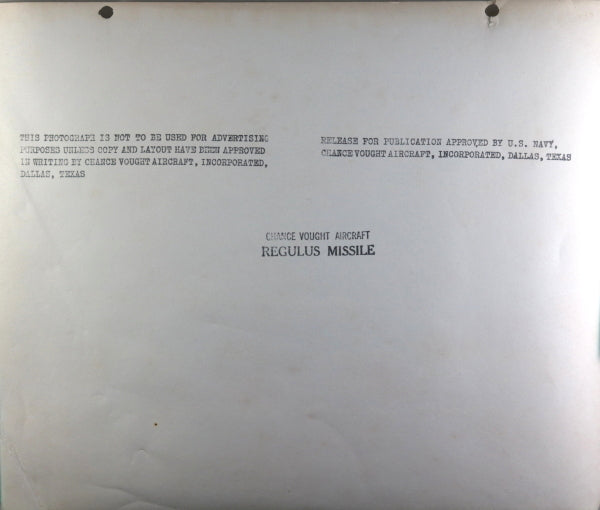 THIS PHOTOGRAPH IS NOT TO BE USED FOR ADVERTISING
PURPOSES UNLESS COPY AND LAYOUT HAVE BEEN APPROVED
IN WRITING BY CHANCE VOUGHT AIRCRAFT, INCORPORATED,
DALLAS, TEXAS
RELEASE FOR PUBLICATION APPROVED BY U.S. NAVY,
CHANCE VOUGHT AIRCRAFT, INCORPORATED, DALLAS, TEXAS
CHANCE VOUGHT AIRCRAFT
REGULUS MISSILE